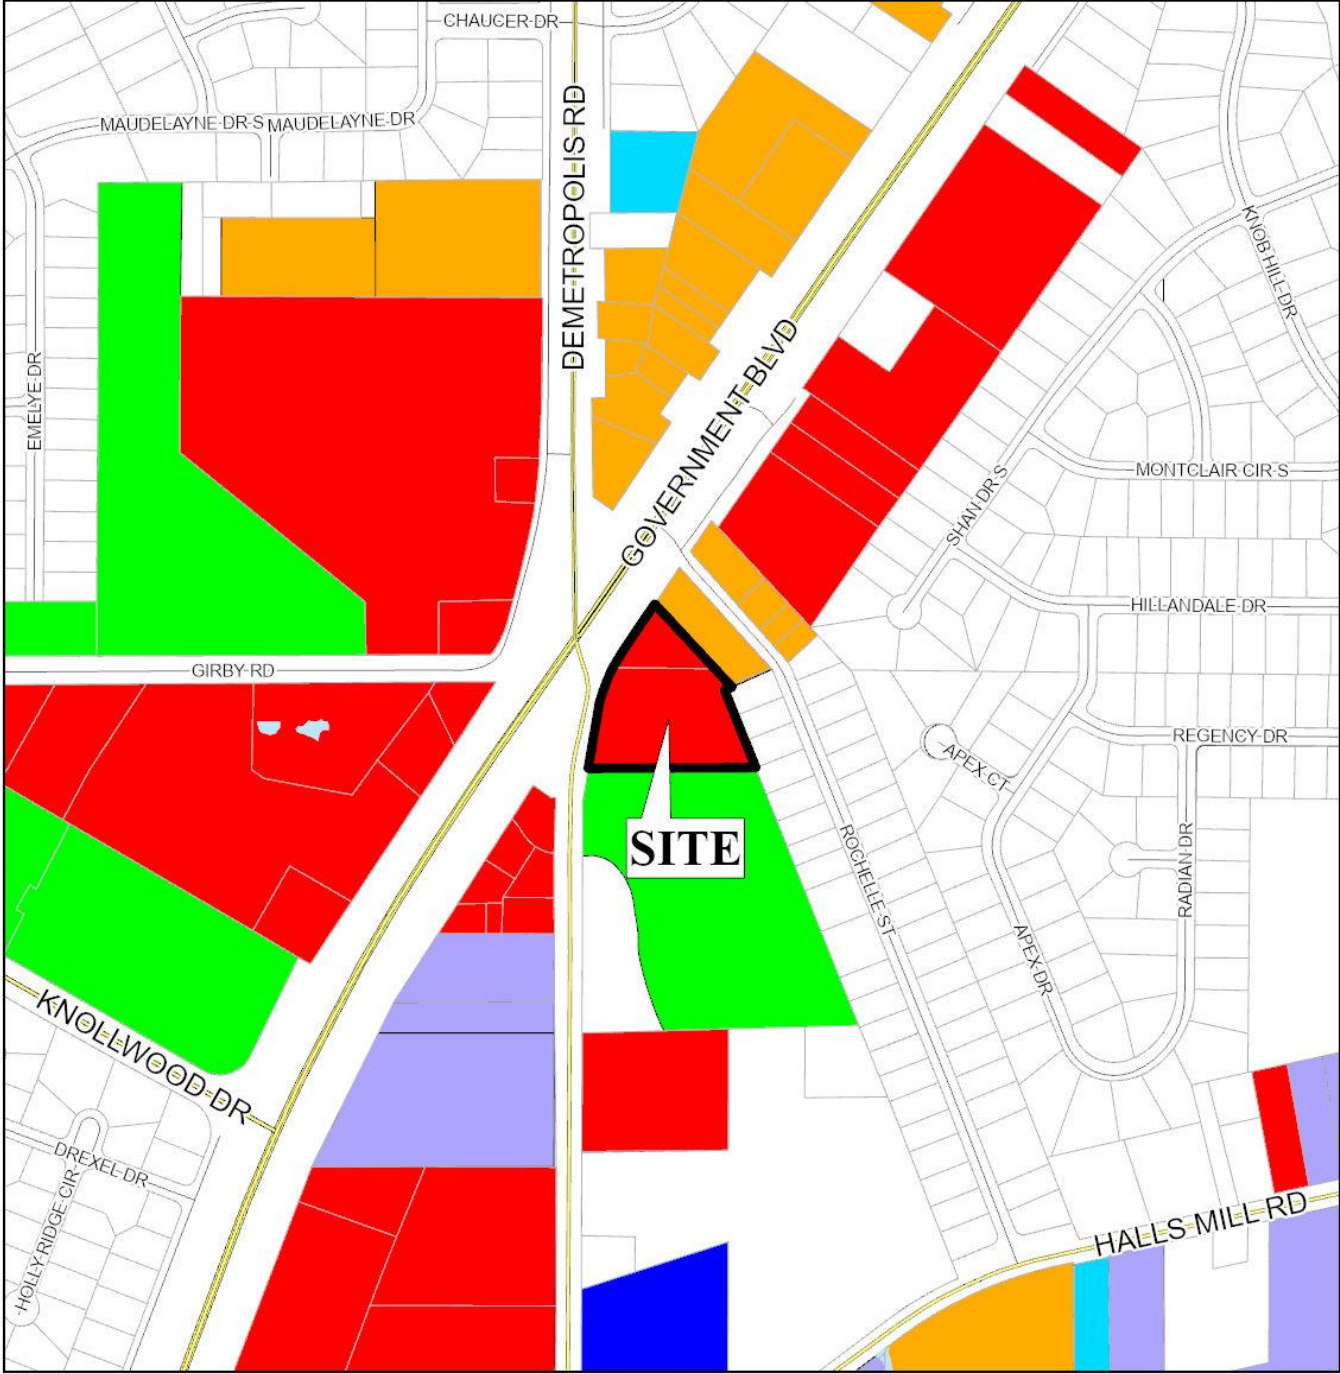 CHAUCER DR
MAUDELAYNE DR S
MAUDELAYNE DR
DEMETROPOLIS RD
KNOB HILL DR
EMELYE DR
GOVERNMENT BLVD
MONTCLAIR CIR S
SHAN DR S
HILLANDALE DR
GIRBY RD
REGENCY DR
APEX CT
SITE
ROCHELLE ST
RADIAN DR
APEX DR
KNOLLWOOD DR
DREXEL DR
HOLLY RIDGE CIR
HALLS MILL RD